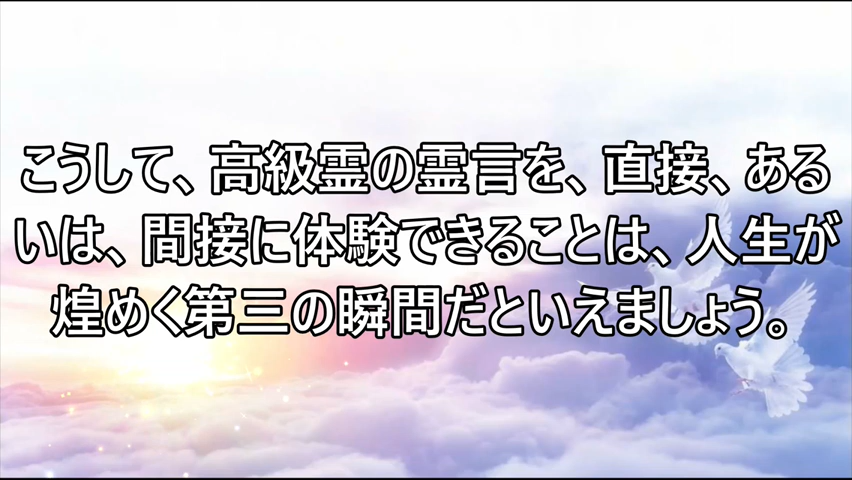 こうして、高級霊の霊言を、直接、ある
いは、間接に体験できることは、人生が
煌めく第三の瞬間だといえましょう。